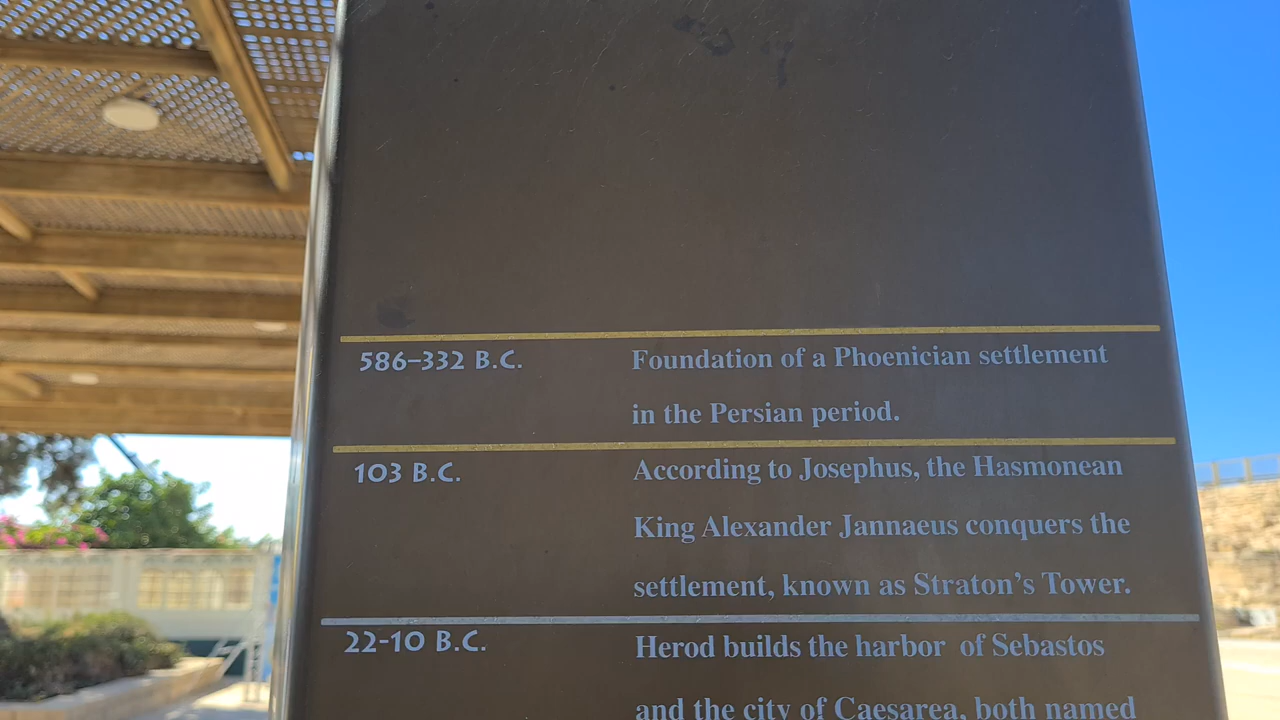 586–332 B.C. Foundation of a Phoenician settlement
in the Persian period.
103 B.C. According to Josephus, the Hasmonean
King Alexander Jannaeus conquers the
settlement, known as Straton's Tower.
22-10 B.C. Herod builds the harbor of Sebastos
and the city of Caesarea, both named